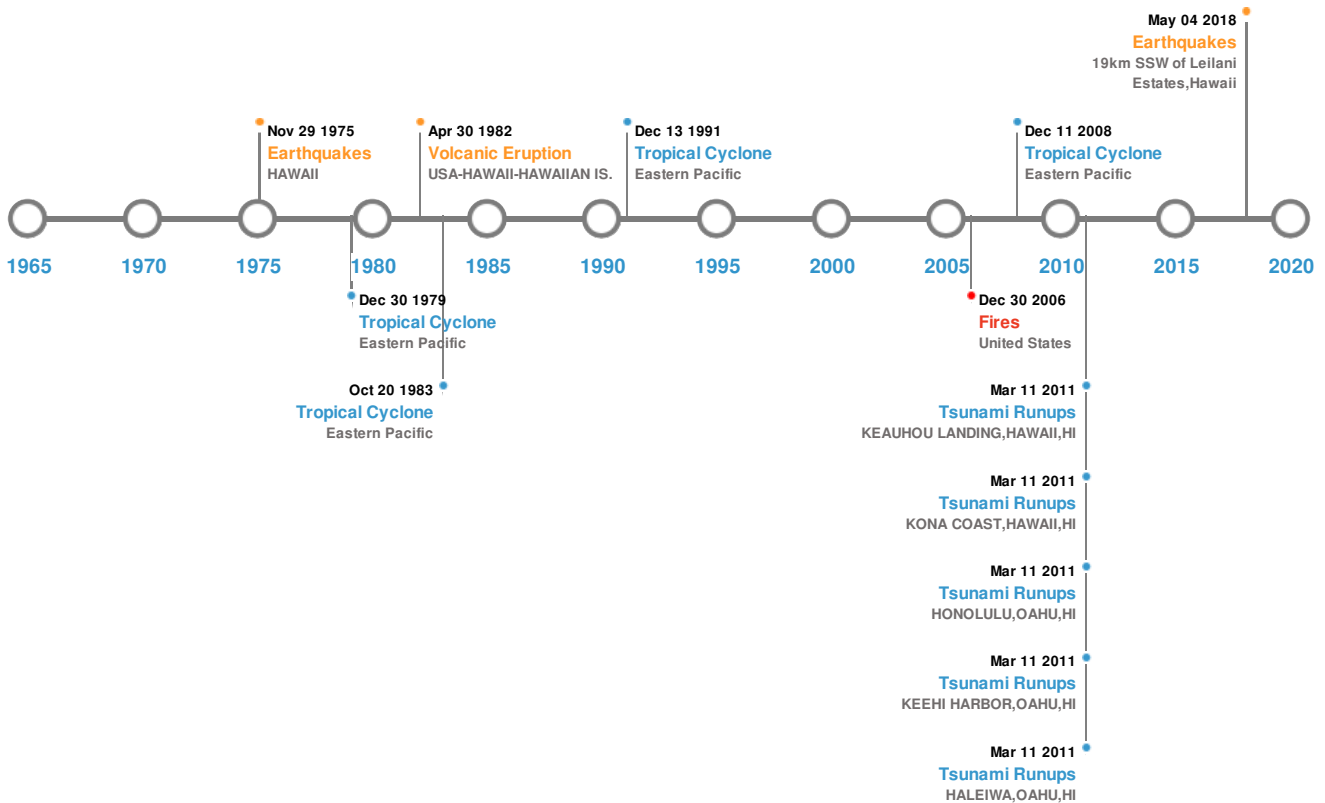 May 04 2018
Earthquakes
19km SSW of Leilani
Estates,Hawaii
Nov 29 1975
Earthquakes
HAWAII
Apr 30 1982
Volcanic Eruption
USA-HAWAII-HAWAIIAN IS.
Dec 13 1991
Tropical Cyclone
Eastern Pacific
Dec 11 2008
Tropical Cyclone
Eastern Pacific
1965 1970 1975 1980 1985 1990 1995 2000 2005 2010 2015 2020
Dec 30 1979
Tropical Cyclone
Eastern Pacific
Dec 30 2006
Fires
United States
Oct 20 1983
Tropical Cyclone
Eastern Pacific
Mar 11 2011
Tsunami Runups
KEAUHOU LANDING,HAWAII,HI
Mar 11 2011
Tsunami Runups
KONA COAST,HAWAII,HI
Mar 11 2011
Tsunami Runups
HONOLULU,OAHU,HI
Mar 11 2011
Tsunami Runups
KEEHI HARBOR,OAHU,HI
Mar 11 2011
Tsunami Runups
HALEIWA,OAHU,HI